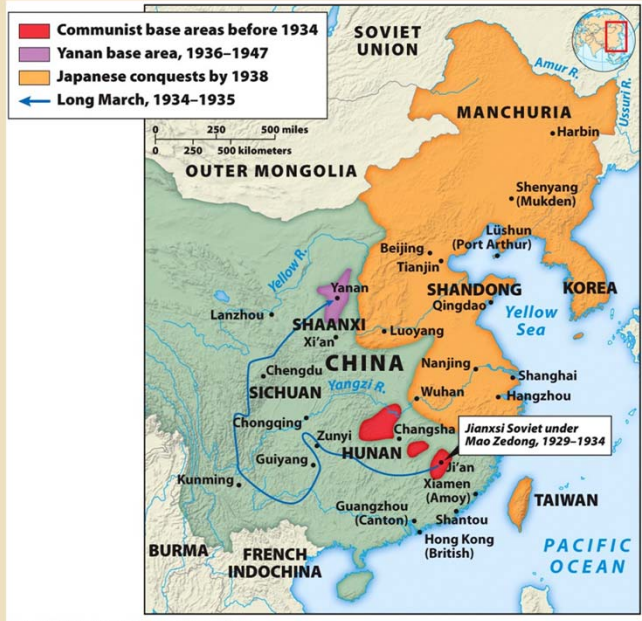 Communist base areas before 1934
Yanan base area, 1936–1947
Japanese conquests by 1938
Long March, 1934–1935
0 250 500 miles
0 250 500 kilometers
SOVIET
UNION
Amur R.
Ussuri R.
MANCHURIA
Harbin
OUTER MONGOLIA
Shenyang
(Mukden)
Lüshun
(Port Arthur)
Beijing
Tianjin
Yellow R.
Yanan
SHANDONG
Qingdao
KOREA
Yellow
Sea
Lanzhou
SHAANXI
Xi'an
Luoyang
CHINA
Chengdu
SICHUAN
Yangzi R.
Nanjing
Shanghai
Wuhan
Hangzhou
Chongqing
Zunyi
Changsha
HUNAN
Jianxsi Soviet under
Mao Zedong, 1929–1934
Guiyang
Ji'an
Kunming
Xiamen
(Amoy)
Guangzhou
(Canton)
Shantou
TAIWAN
Hong Kong
(British)
BURMA
FRENCH
INDOCHINA
PACIFIC
OCEAN